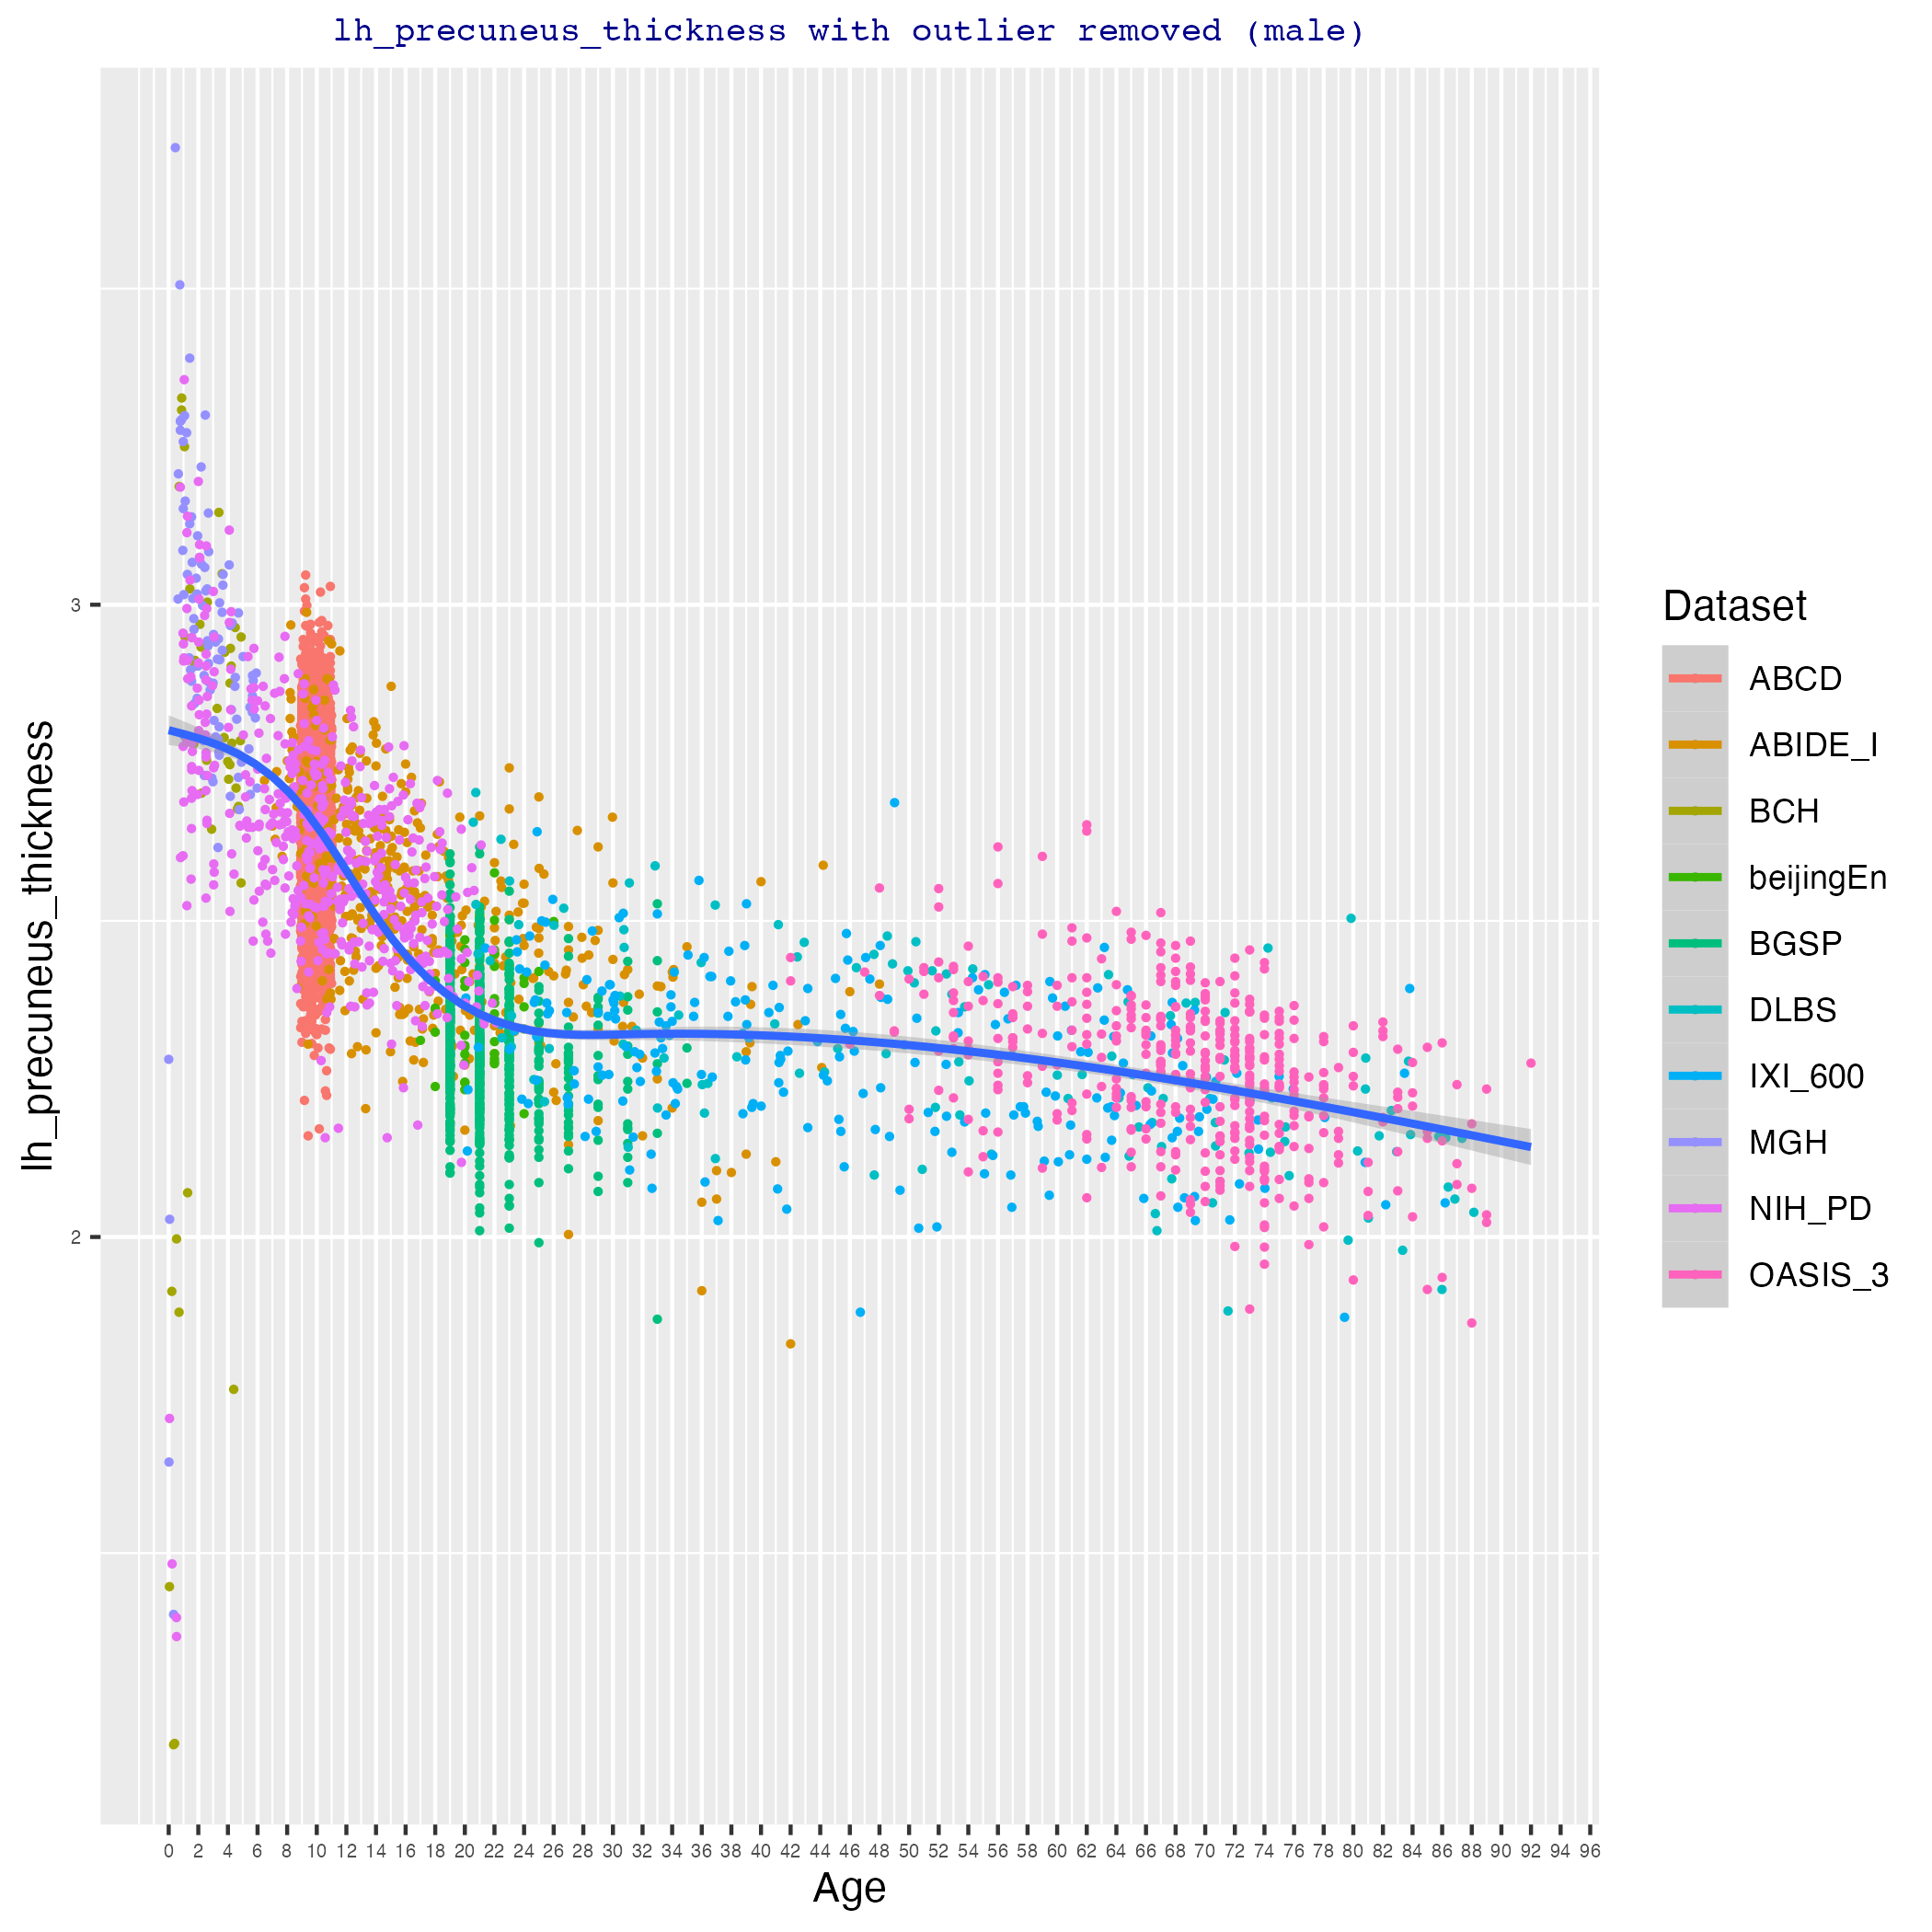 lh_precuneus_thickness with outlier removed (male)
lh_precuneus_thickness
3
2
0 2 4 6 8 10 12 14 16 18 20 22 24 26 28 30 32 34 36 38 40 42 44 46 48 50 52 54 56 58 60 62 64 66 68 70 72 74 76 78 80 82 84 86 88 90 92 94 96
Age
Dataset
ABCD
ABIDE_I
BCH
beijingEn
BGSP
DLBS
IXI_600
MGH
NIH_PD
OASIS_3